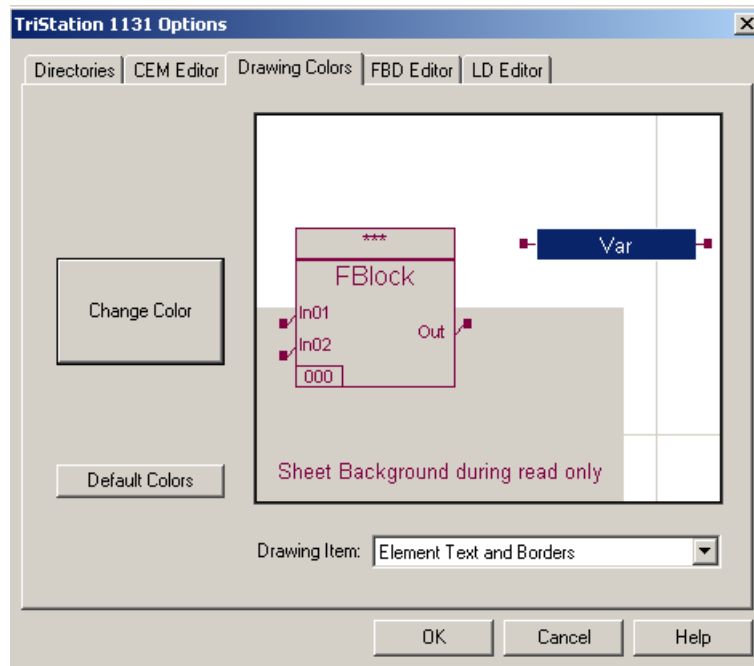 TriStation 1131 Options
Directories CEM Editor Drawing Colors FBD Editor LD Editor
***
Var
FBlock
Change Color
In01
Out
In02
000
Sheet Background during read only
Default Colors
Drawing Item: Element Text and Borders
OK Cancel Help